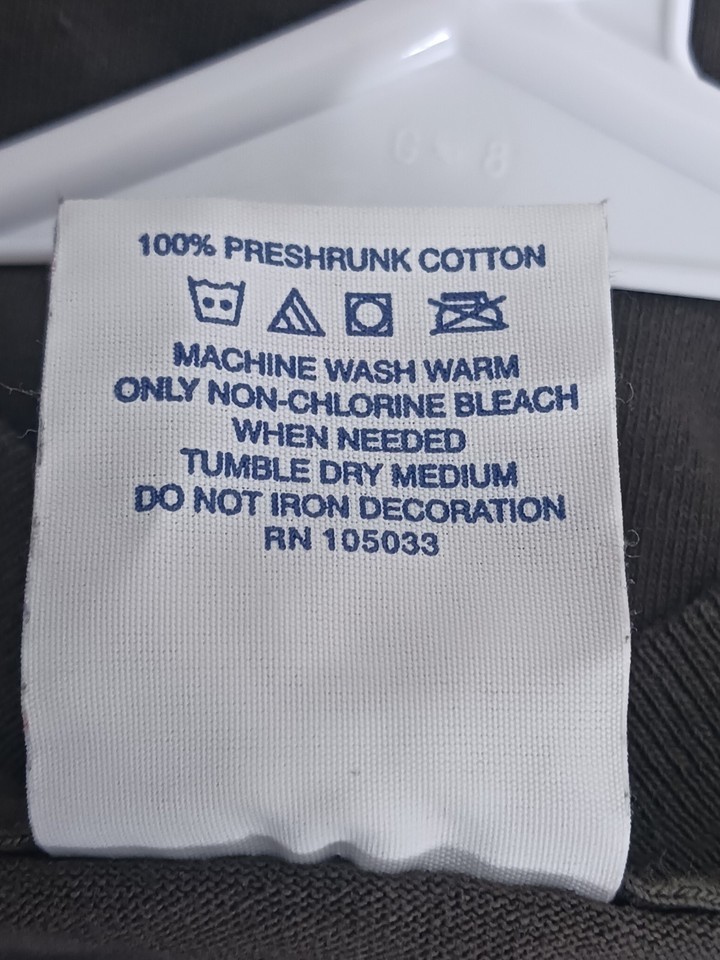 100% PRESHRUNK COTTON
MACHINE WASH WARM
ONLY NON-CHLORINE BLEACH
WHEN NEEDED
TUMBLE DRY MEDIUM
DO NOT IRON DECORATION
RN 105033